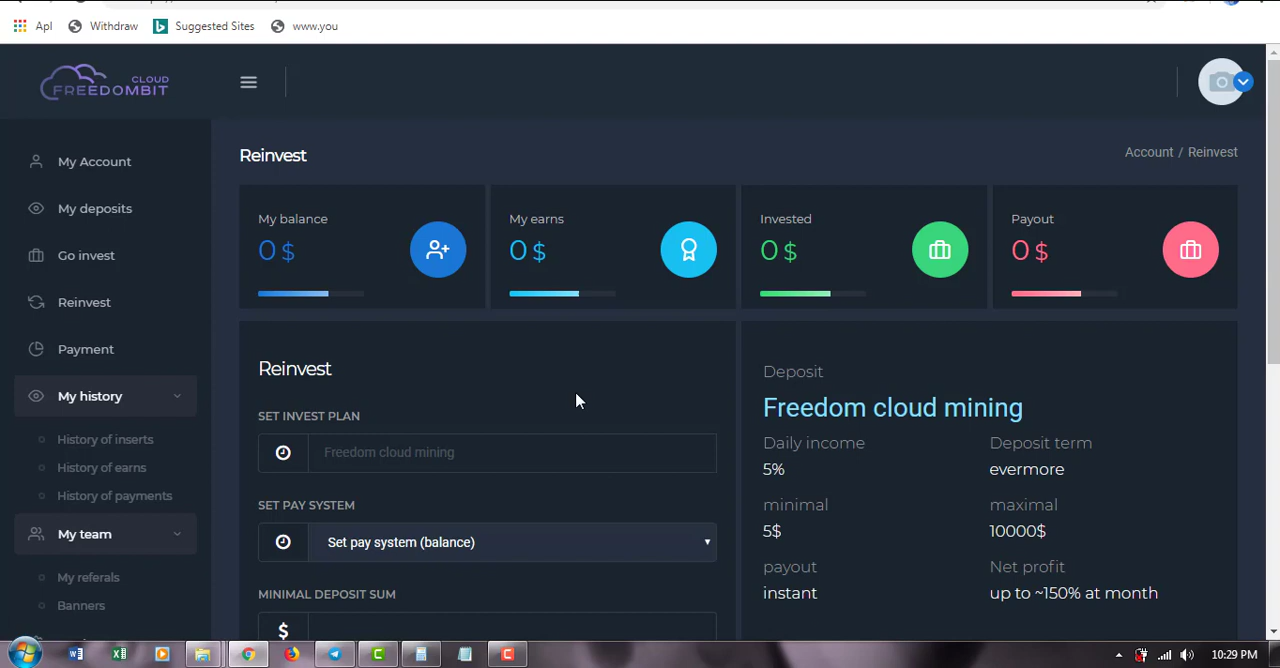 Apl Withdraw Suggested Sites www.you
CLOUD
FREEDOMBIT
My Account
My deposits
Go invest
Reinvest
Payment
My history
History of inserts
History of earns
History of payments
My team
My referals
Banners
Reinvest
Account / Reinvest
My balance
0 $
My earns
0 $
Invested
0 $
Payout
0 $
Reinvest
SET INVEST PLAN
Freedom cloud mining
SET PAY SYSTEM
Set pay system (balance)
MINIMAL DEPOSIT SUM
$
Deposit
Freedom cloud mining
Daily income Deposit term
5% evermore
minimal maximal
5$ 10000$
payout Net profit
instant up to ~150% at month
10:29 PM